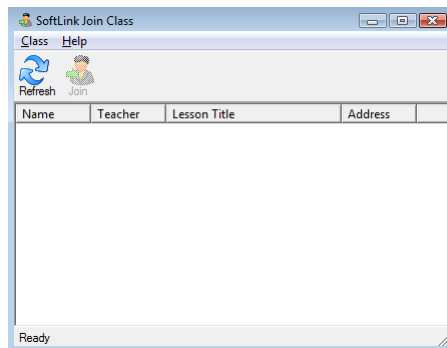 SoftLink Join Class
Class Help
Refresh Join
Name Teacher Lesson Title Address
Ready